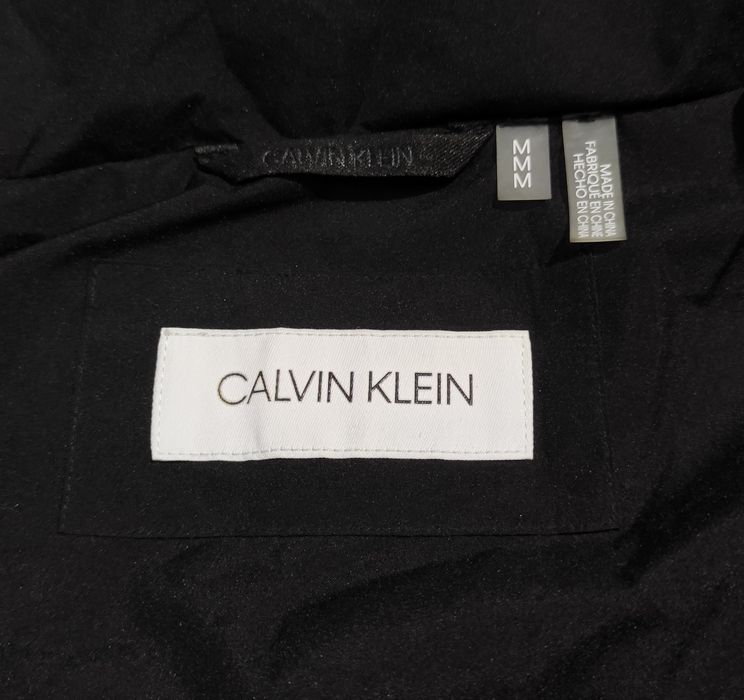 CALVIN KLEIN
M
M
M
MADE IN CHINA
FABRIQUÉ EN CHINE
HECHO EN CHINA
CALVIN KLEIN